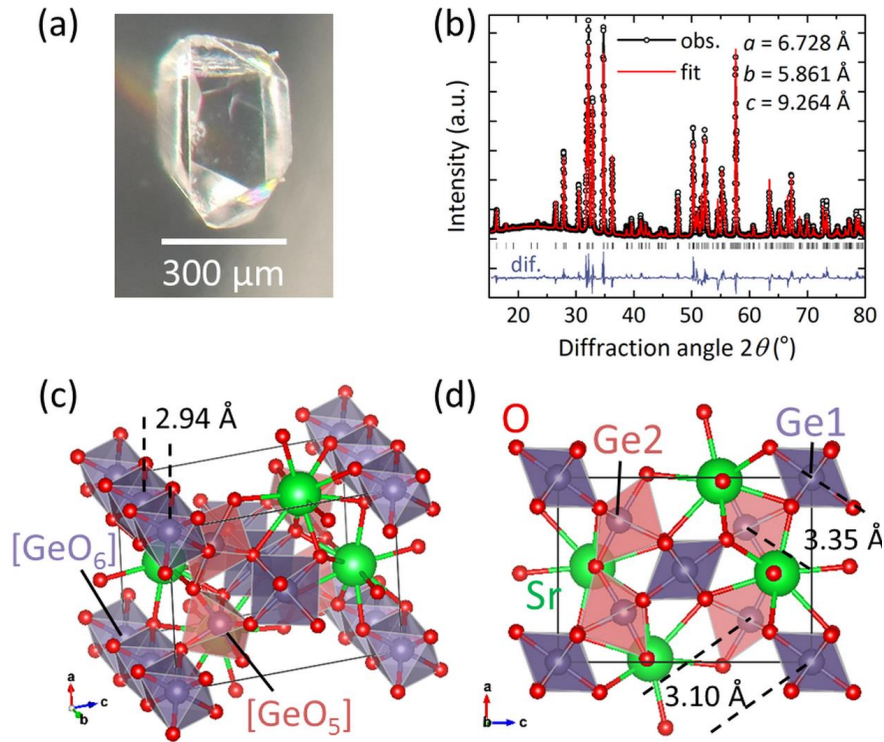 (a)
300 µm
(b)
obs.
fit
a = 6.728 Å
b = 5.861 Å
c = 9.264 Å
Intensity (a.u.)
dif.
20 30 40 50 60 70 80
Diffraction angle 2θ (°)
(c)
2.94 Å
[GeO₆]
[GeO₅]
a
b
c
(d)
O
Ge2
Ge1
3.35 Å
Sr
3.10 Å
a
b
c